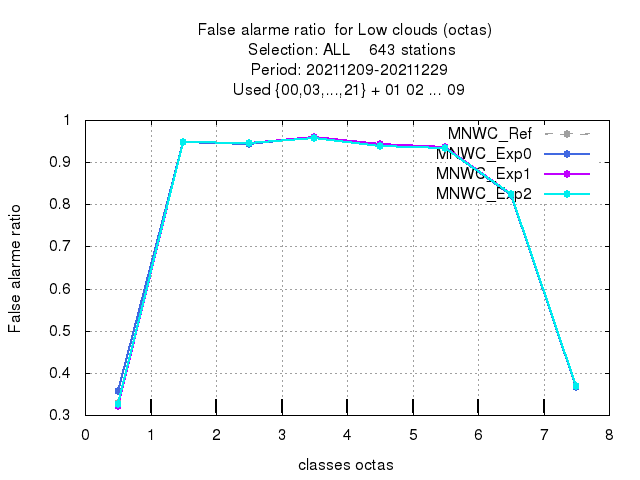 False alarme ratio  for Low clouds (octas)
Selection: ALL    643 stations
Period: 20211209-20211229
Used {00,03,...,21} + 01 02 ... 09
MNWC_Ref
MNWC_Exp0
MNWC_Exp1
MNWC_Exp2
1
0.9
0.8
0.7
0.6
0.5
0.4
0.3
False alarme ratio
0 1 2 3 4 5 6 7 8
classes octas